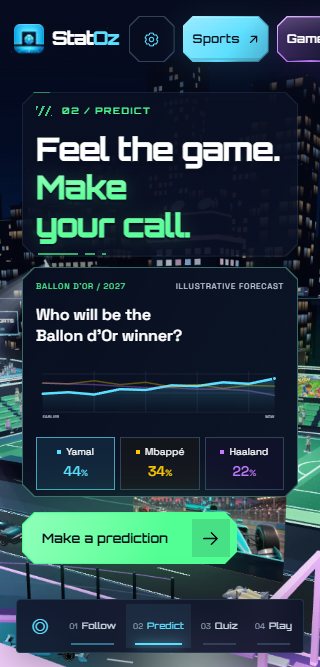 StatOz
Sports
Game
02 / PREDICT
Feel the game.
Make
your call.
BALLON D'OR / 2027
ILLUSTRATIVE FORECAST
Who will be the
Ballon d'Or winner?
EARLIER
NOW
Yamal
44%
Mbappé
34%
Haaland
22%
Make a prediction
01 Follow
02 Predict
03 Quiz
04 Play